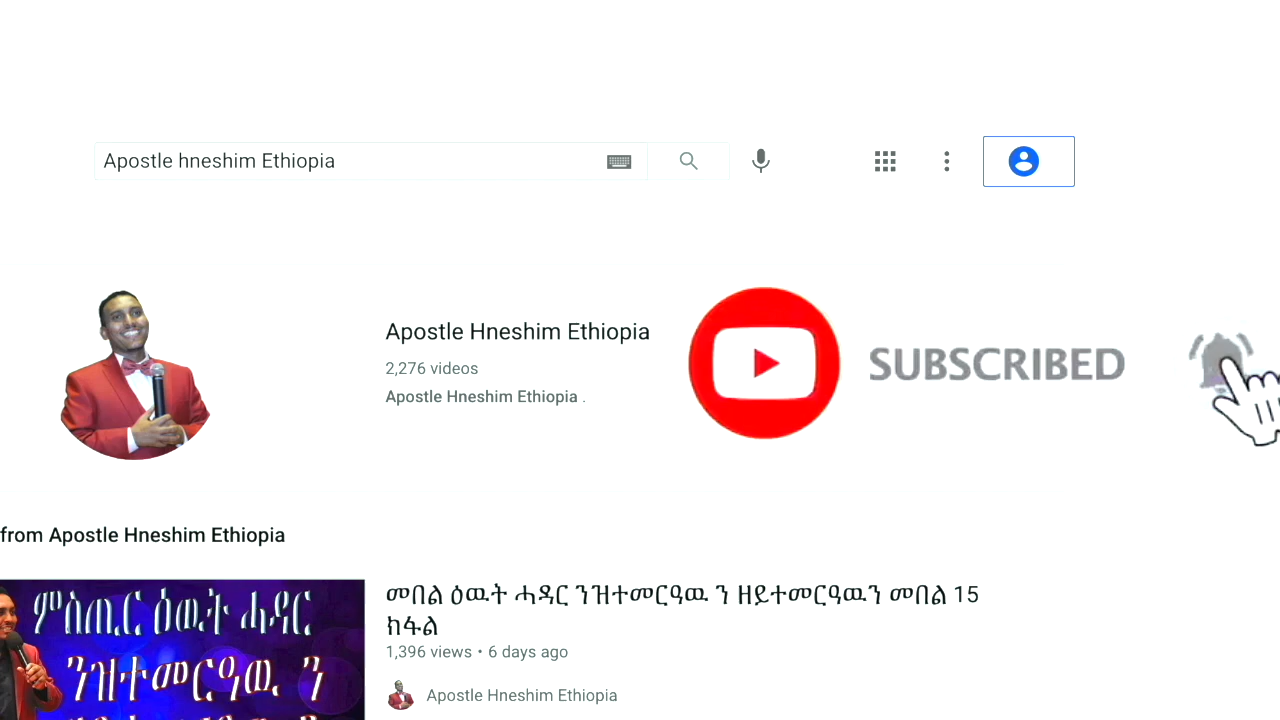 Apostle hneshim Ethiopia
Apostle Hneshim Ethiopia
2,276 videos
Apostle Hneshim Ethiopia .
SUBSCRIBED
from Apostle Hneshim Ethiopia
ምስጢር ዕዉት ሓዳር
ንዝተመርዓዉ ን
መበል ዕዉት ሓዳር ንዝተመርዓዉ ን ዘይተመርዓዉን መበል 15
ክፋል
1,396 views • 6 days ago
Apostle Hneshim Ethiopia